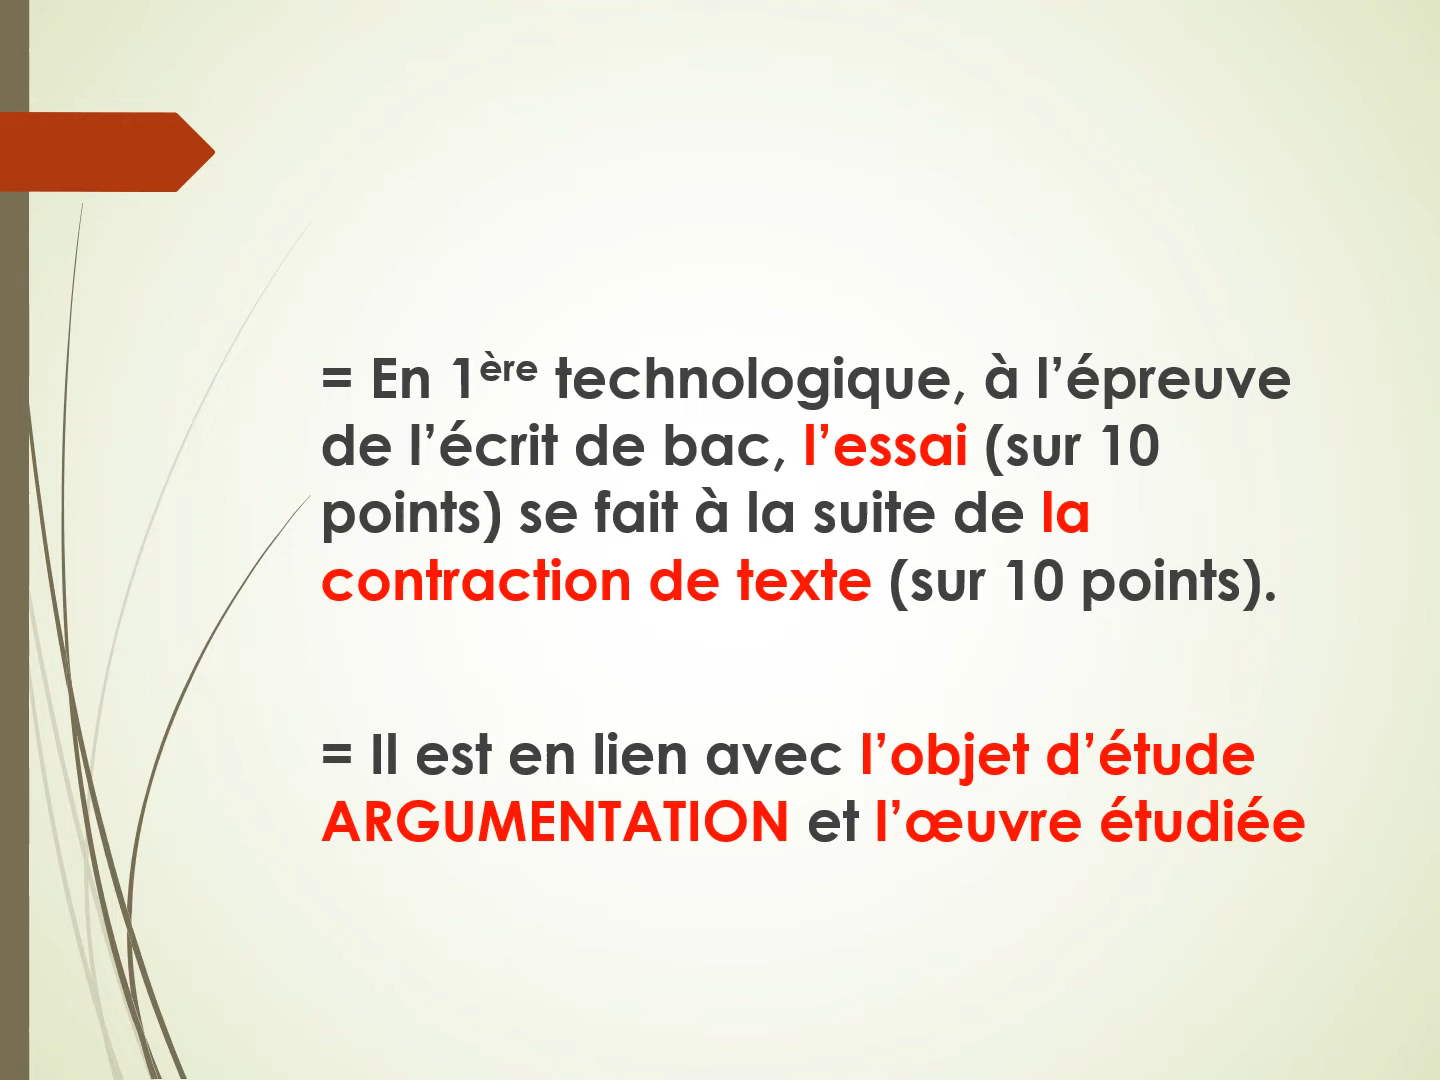 = En 1ère technologique, à l’épreuve
de l’écrit de bac, l’essai (sur 10
points) se fait à la suite de la
contraction de texte (sur 10 points).
= Il est en lien avec l’objet d’étude
ARGUMENTATION et l’œuvre étudiée